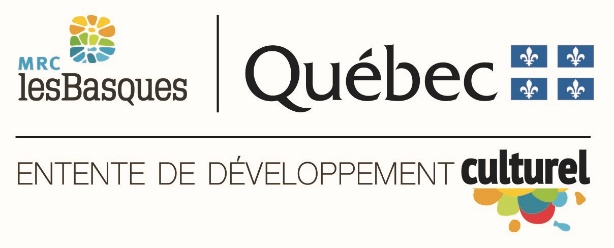 MRC
lesBasques
Québec
ENTENTE DE DÉVELOPPEMENT culturel